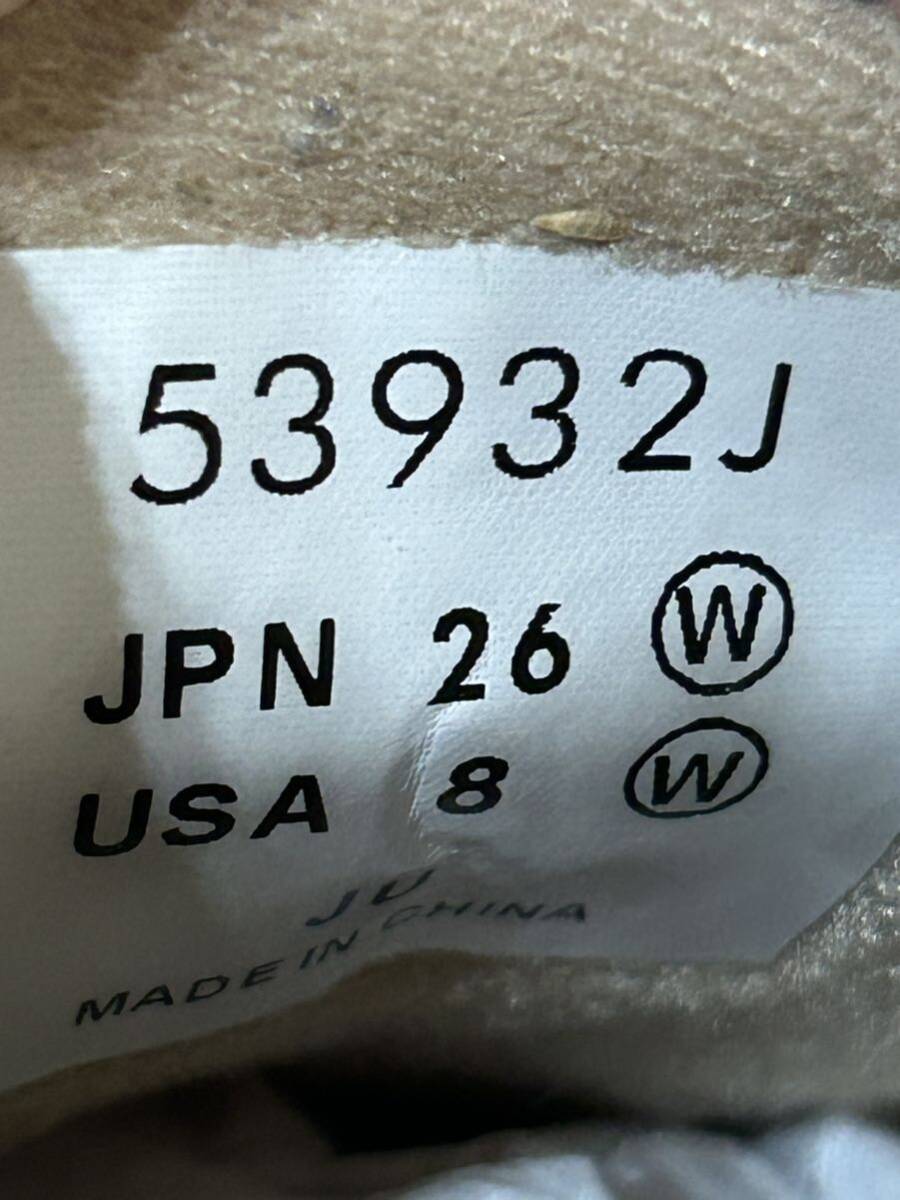 53932J
JPN 26 W
USA 8 W
JU
MADE IN CHINA